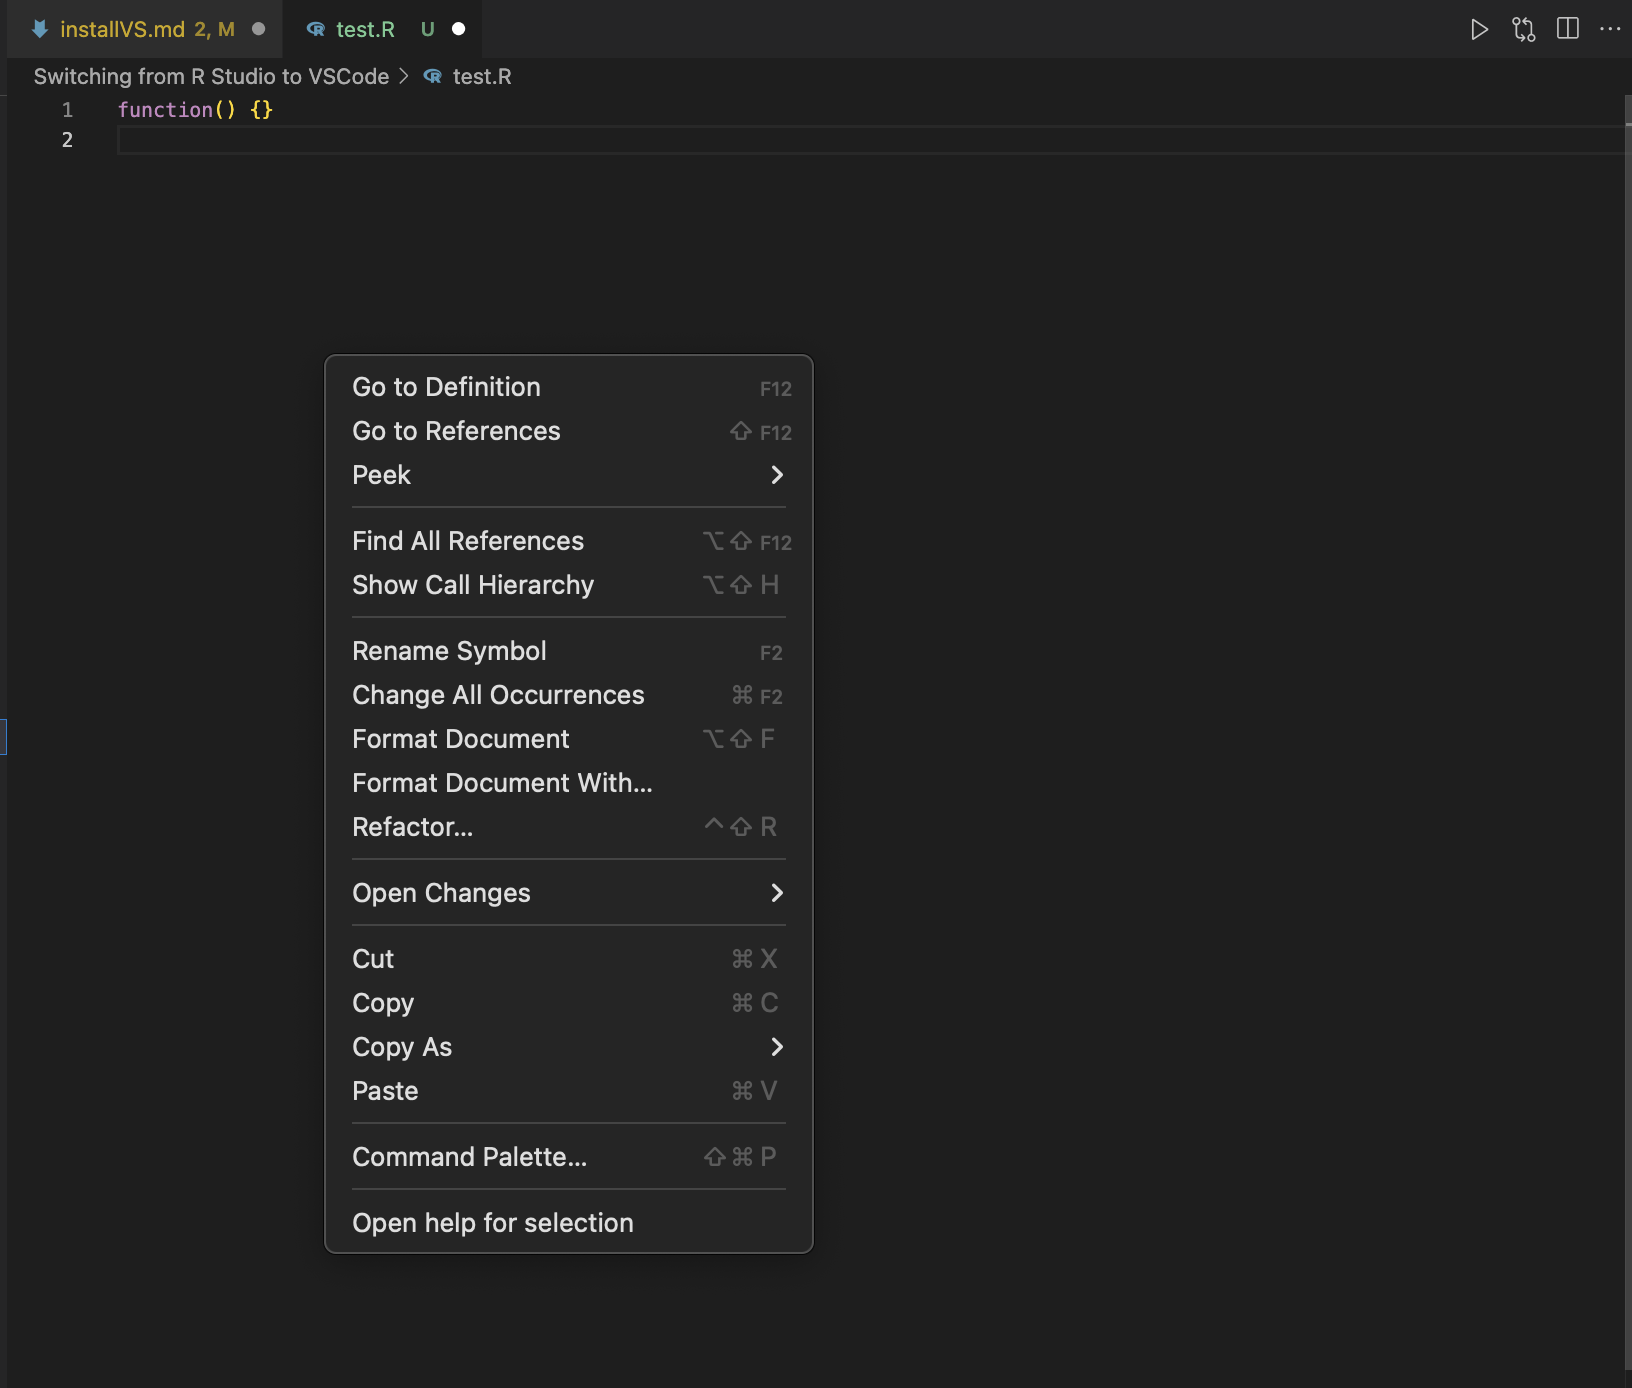 installVS.md 2, M
test.R U
Switching from R Studio to VSCode > test.R
1 function() {}
2
Go to Definition F12
Go to References ⇧ F12
Peek >
Find All References ⌥⇧ F12
Show Call Hierarchy ⌥⇧ H
Rename Symbol F2
Change All Occurrences ⌘ F2
Format Document ⌥⇧ F
Format Document With...
Refactor... ^⇧ R
Open Changes >
Cut ⌘ X
Copy ⌘ C
Copy As >
Paste ⌘ V
Command Palette... ⇧⌘ P
Open help for selection